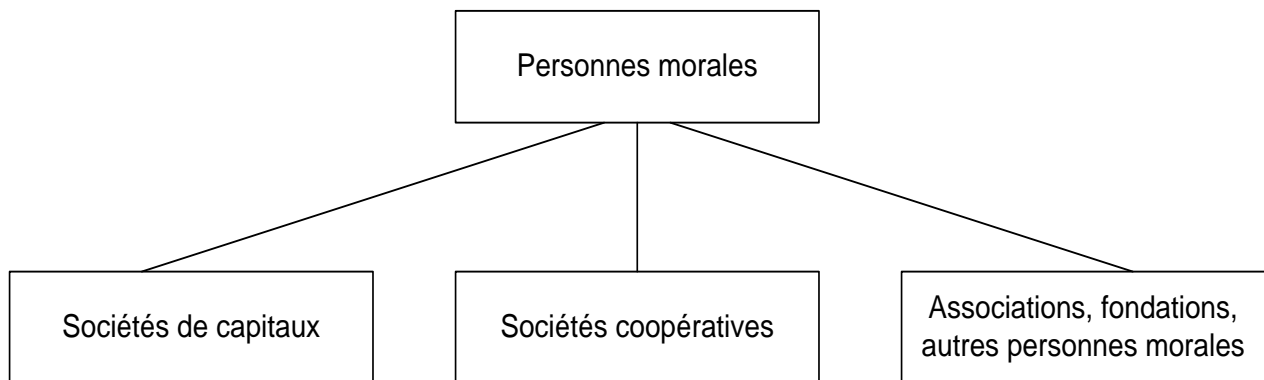 Personnes morales
Sociétés de capitaux
Sociétés coopératives
Associations, fondations,
autres personnes morales